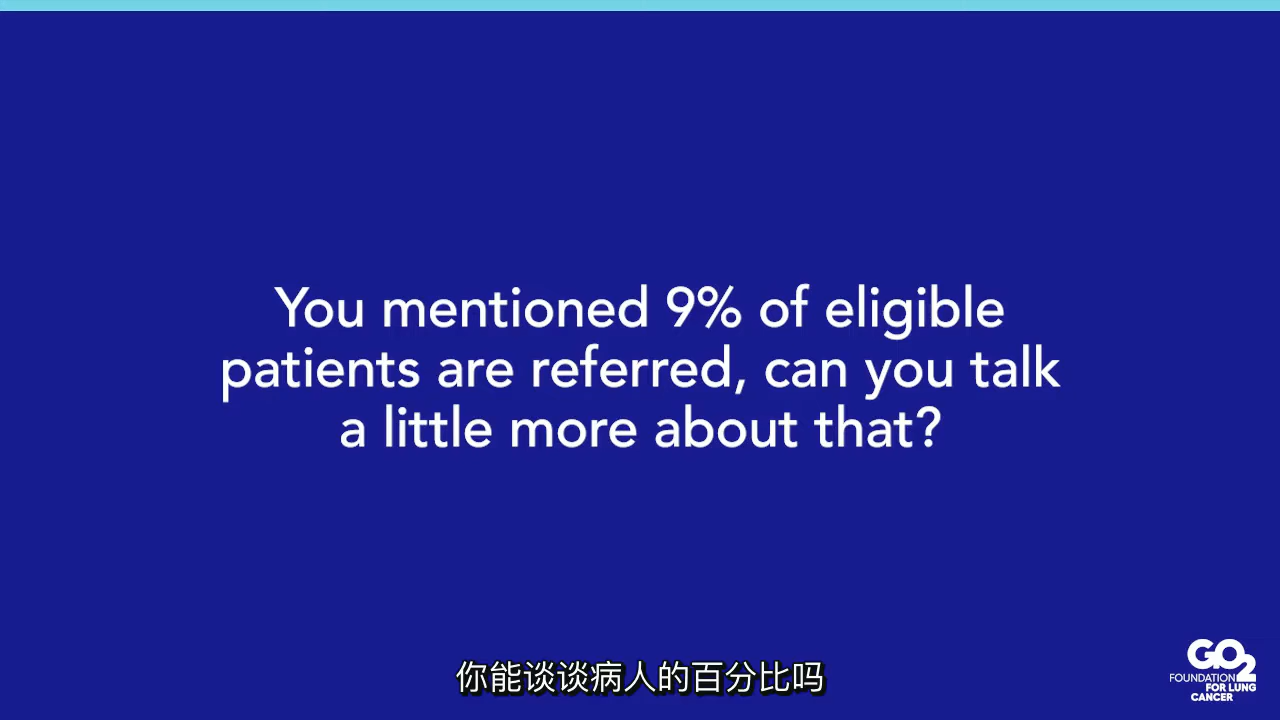 You mentioned 9% of eligible
patients are referred, can you talk
a little more about that?
你能谈谈病人的百分比吗
GO2
FOUNDATION
FOR LUNG
CANCER